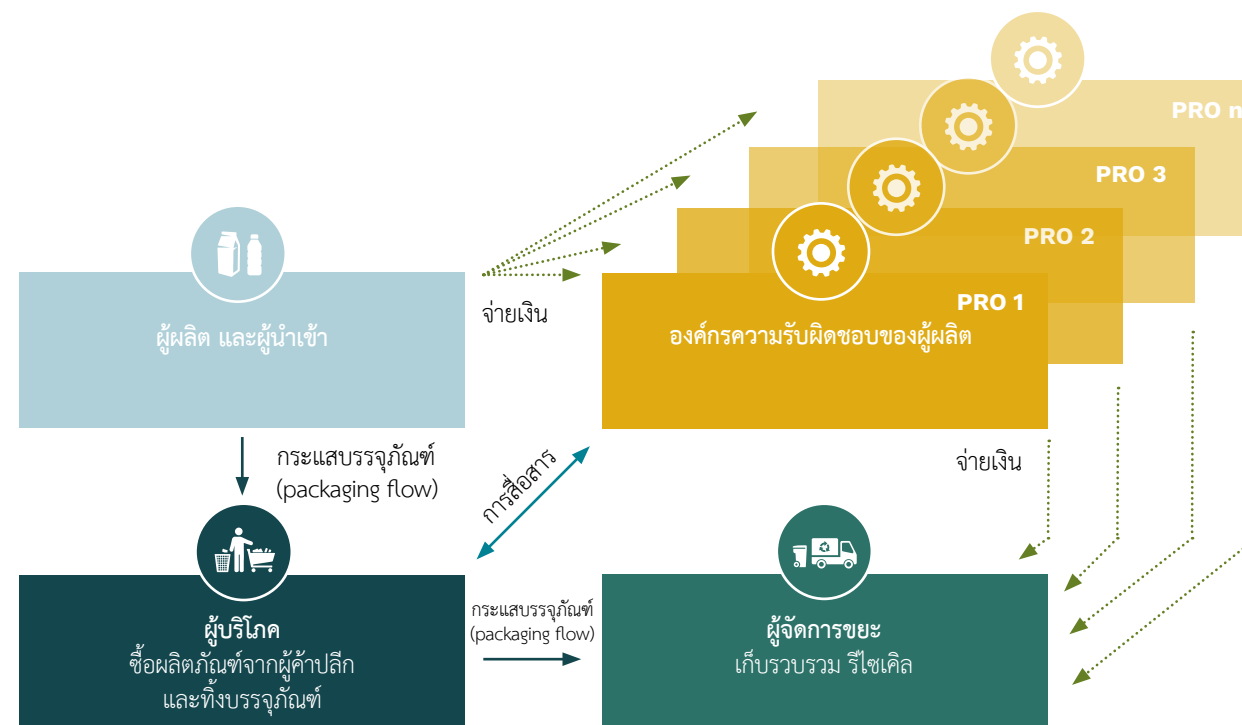 PRO n
PRO 3
PRO 2
PRO 1
ผู้ผลิต และผู้นำเข้า
จ่ายเงิน
องค์กรความรับผิดชอบของผู้ผลิต
กระแสบรรจุภัณฑ์
(packaging flow)
การสื่อสาร
จ่ายเงิน
ผู้บริโภค
ซื้อผลิตภัณฑ์จากผู้ค้าปลีก
และทิ้งบรรจุภัณฑ์
กระแสบรรจุภัณฑ์
(packaging flow)
ผู้จัดการขยะ
เก็บรวบรวม รีไซเคิล